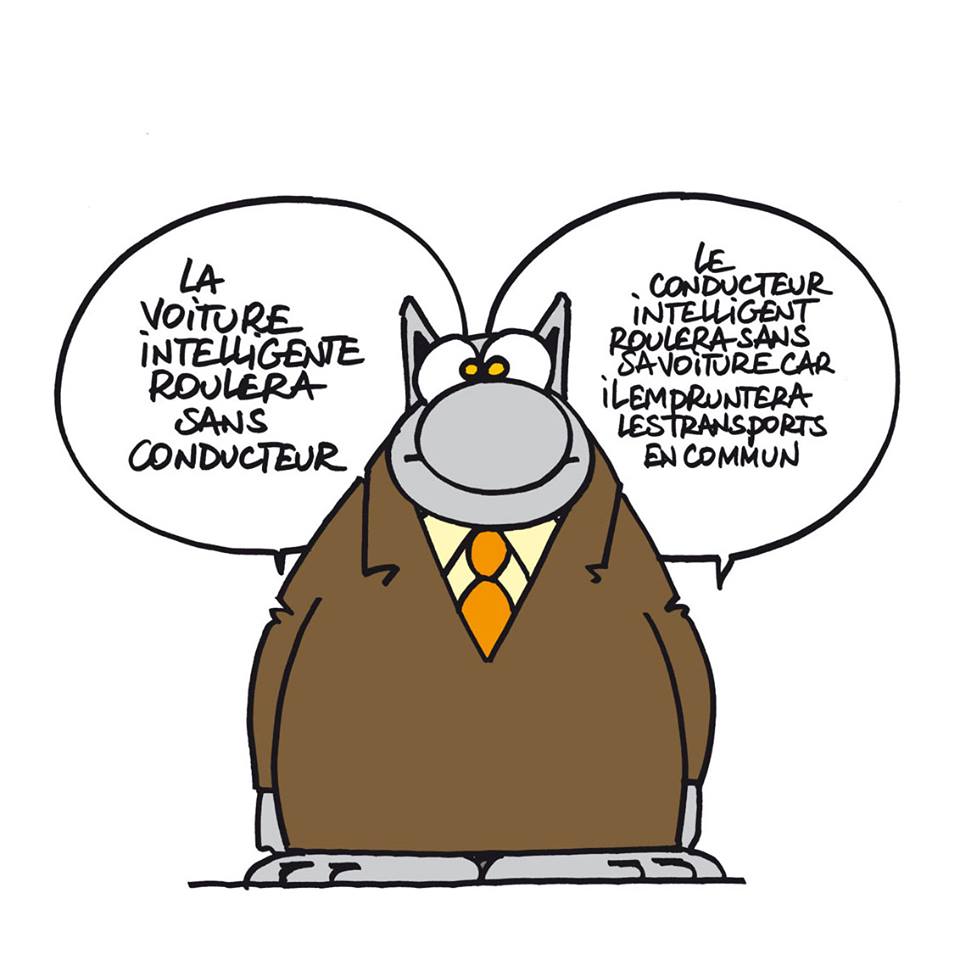 LA
VOITURE
INTELLIGENTE
ROULERA
SANS
CONDUCTEUR
LE
CONDUCTEUR
INTELLIGENT
ROULERA SANS
SA VOITURE CAR
IL EMPRUNTERA
LES TRANSPORTS
EN COMMUN